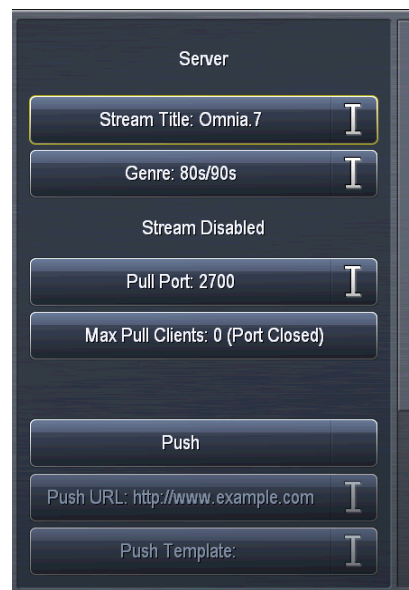 Server
Stream Title: Omnia.7
Genre: 80s/90s
Stream Disabled
Pull Port: 2700
Max Pull Clients: 0 (Port Closed)
Push
Push URL: http://www.example.com
Push Template: